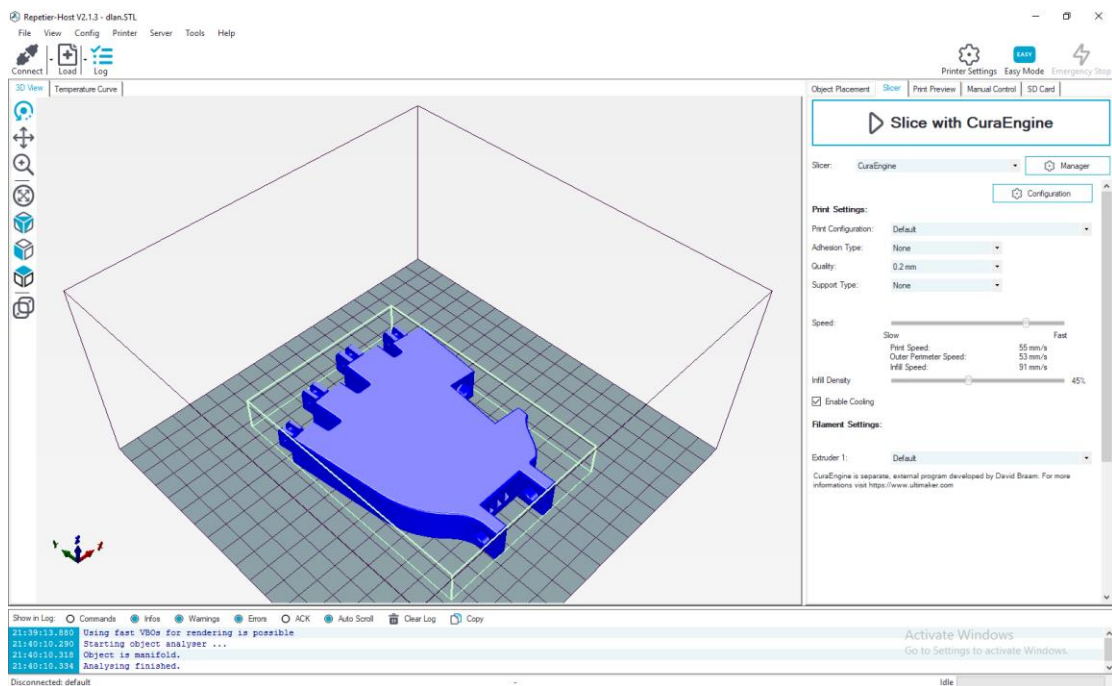 Repetier-Host V2.1.3 - dlan.STL
File View Config Printer Server Tools Help
Connect Load Log
Printer Settings Easy Mode Emergency Stop
EASY
3D View Temperature Curve
Object Placement Slicer Print Preview Manual Control SD Card
Slice with CuraEngine
Slicer: CuraEngine Manager
Configuration
Print Settings:
Print Configuration: Default
Adhesion Type: None
Quality: 0.2 mm
Support Type: None
Speed:
Slow Fast
Print Speed: 55 mm/s
Outer Perimeter Speed: 53 mm/s
Infill Speed: 91 mm/s
Infill Density 45%
Enable Cooling
Filament Settings:
Extruder 1: Default
CuraEngine is separate, external program developed by David Braam. For more
informations visit https://www.ultimaker.com
Show in Log: Commands Infos Warnings Errors ACK Auto Scroll Clear Log Copy
21:39:13.880 Using fast VBOs for rendering is possible
21:40:10.290 Starting object analyser ...
21:40:10.318 Object is manifold.
21:40:10.334 Analysing finished.
Activate Windows
Go to Settings to activate Windows.
Disconnected: default - Idle